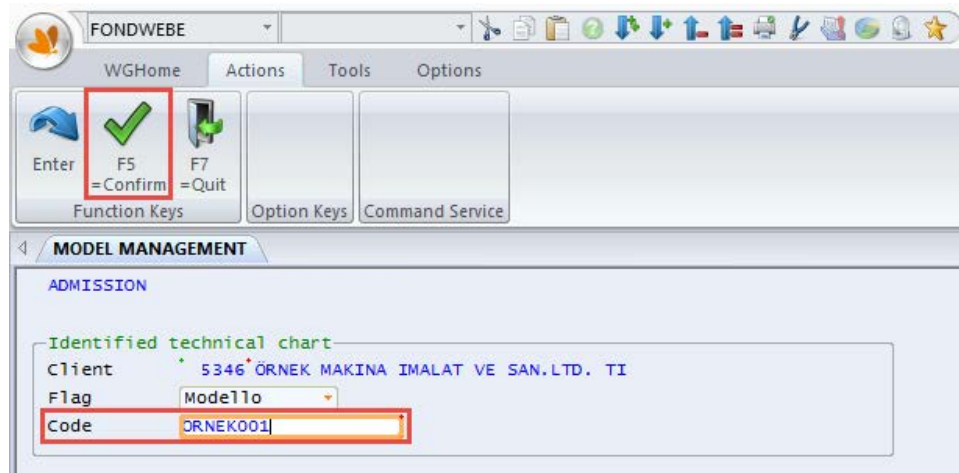 FONDWEBE
WGHome Actions Tools Options
Enter F5 F7
=Confirm =Quit
Function Keys Option Keys Command Service
MODEL MANAGEMENT
ADMISSION
Identified technical chart
Client 5346 ÖRNEK MAKINA IMALAT VE SAN.LTD. TI
Flag Modello
Code ORNEK001